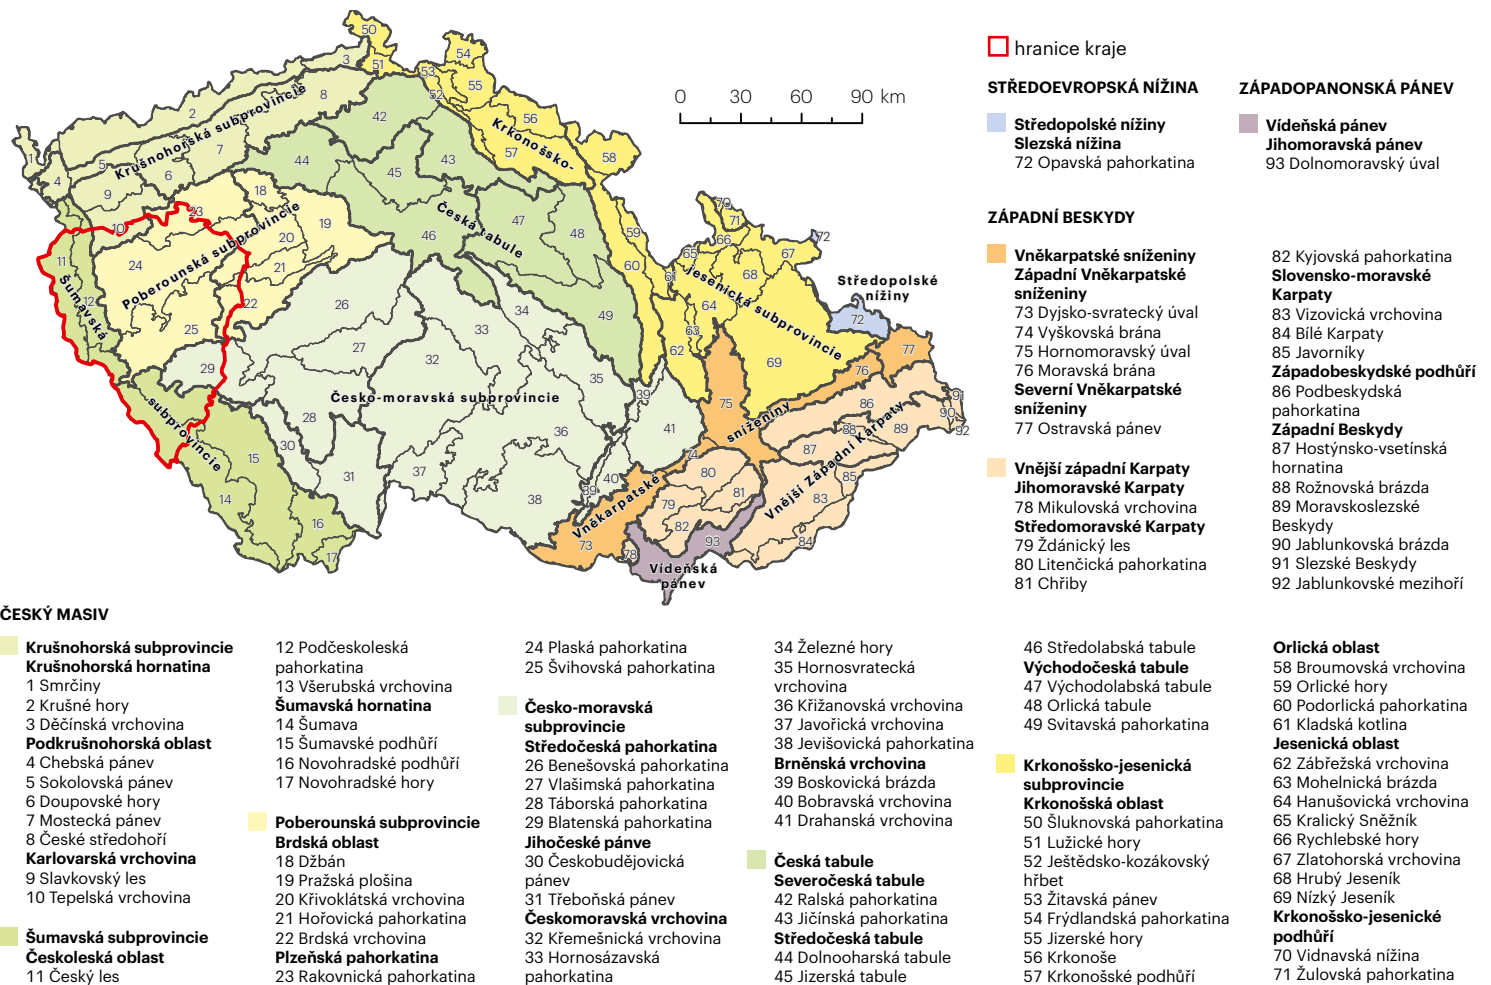 hranice kraje
0 30 60 90 km
STŘEDOEVROPSKÁ NÍŽINA
Středopolské nížiny
Slezská nížina
72 Opavská pahorkatina
ZÁPADOPANONSKÁ PÁNEV
Vídeňská pánev
Jihomoravská pánev
93 Dolnomoravský úval
ZÁPADNÍ BESKYDY
Vněkarpatské sníženiny
Západní Vněkarpatské
sníženiny
73 Dyjsko-svratecký úval
74 Vyškovská brána
75 Hornomoravský úval
76 Moravská brána
Severní Vněkarpatské
sníženiny
77 Ostravská pánev
Vnější západní Karpaty
Jihomoravské Karpaty
78 Mikulovská vrchovina
Středomoravské Karpaty
79 Ždánický les
80 Litenčická pahorkatina
81 Chřiby
82 Kyjovská pahorkatina
Slovensko-moravské
Karpaty
83 Vizovická vrchovina
84 Bílé Karpaty
85 Javorníky
Západobeskydské podhůří
86 Podbeskydská
pahorkatina
Západní Beskydy
87 Hostýnsko-vsetínská
hornatina
88 Rožnovská brázda
89 Moravskoslezské
Beskydy
90 Jablunkovská brázda
91 Slezské Beskydy
92 Jablunkovské mezihoří
Krušnohorská subprovincie
Poberounská subprovincie
Šumavská
subprovincie
Česká tabule
Krkonošsko-
jesenická subprovincie
Česko-moravská subprovincie
Středopolské
nížiny
Vněkarpatské
sníženiny
Vnější Západní Karpaty
Vídeňská
pánev
ČESKÝ MASIV
Krušnohorská subprovincie
Krušnohorská hornatina
1 Smrčiny
2 Krušné hory
3 Děčínská vrchovina
Podkrušnohorská oblast
4 Chebská pánev
5 Sokolovská pánev
6 Doupovské hory
7 Mostecká pánev
8 České středohoří
Karlovarská vrchovina
9 Slavkovský les
10 Tepelská vrchovina
Šumavská subprovincie
Českoleská oblast
11 Český les
12 Podčeskoleská
pahorkatina
13 Všerubská vrchovina
Šumavská hornatina
14 Šumava
15 Šumavské podhůří
16 Novohradské podhůří
17 Novohradské hory
Poberounská subprovincie
Brdská oblast
18 Džbán
19 Pražská plošina
20 Křivoklátská vrchovina
21 Hořovická pahorkatina
22 Brdská vrchovina
Plzeňská pahorkatina
23 Rakovnická pahorkatina
24 Plaská pahorkatina
25 Švihovská pahorkatina
Česko-moravská
subprovincie
Středočeská pahorkatina
26 Benešovská pahorkatina
27 Vlašimská pahorkatina
28 Táborská pahorkatina
29 Blatenská pahorkatina
Jihočeské pánve
30 Českobudějovická
pánev
31 Třeboňská pánev
Českomoravská vrchovina
32 Křemešnická vrchovina
33 Hornosázavská
pahorkatina
34 Železné hory
35 Hornosvratecká
vrchovina
36 Křižanovská vrchovina
37 Javořická vrchovina
38 Jevišovická pahorkatina
Brněnská vrchovina
39 Boskovická brázda
40 Bobravská vrchovina
41 Drahanská vrchovina
Česká tabule
Severočeská tabule
42 Ralská pahorkatina
43 Jičínská pahorkatina
Středočeská tabule
44 Dolnooharská tabule
45 Jizerská tabule
46 Středolabská tabule
Východočeská tabule
47 Východolabská tabule
48 Orlická tabule
49 Svitavská pahorkatina
Krkonošsko-jesenická
subprovincie
Krkonošská oblast
50 Šluknovská pahorkatina
51 Lužické hory
52 Ještědsko-kozákovský
hřbet
53 Žitavská pánev
54 Frýdlandská pahorkatina
55 Jizerské hory
56 Krkonoše
57 Krkonošské podhůří
Orlická oblast
58 Broumovská vrchovina
59 Orlické hory
60 Podorlická pahorkatina
61 Kladská kotlina
Jesenická oblast
62 Zábřežská vrchovina
63 Mohelnická brázda
64 Hanušovická vrchovina
65 Kralický Sněžník
66 Rychlebské hory
67 Zlatohorská vrchovina
68 Hrubý Jeseník
69 Nízký Jeseník
Krkonošsko-jesenické
podhůří
70 Vidnavská nížina
71 Žulovská pahorkatina